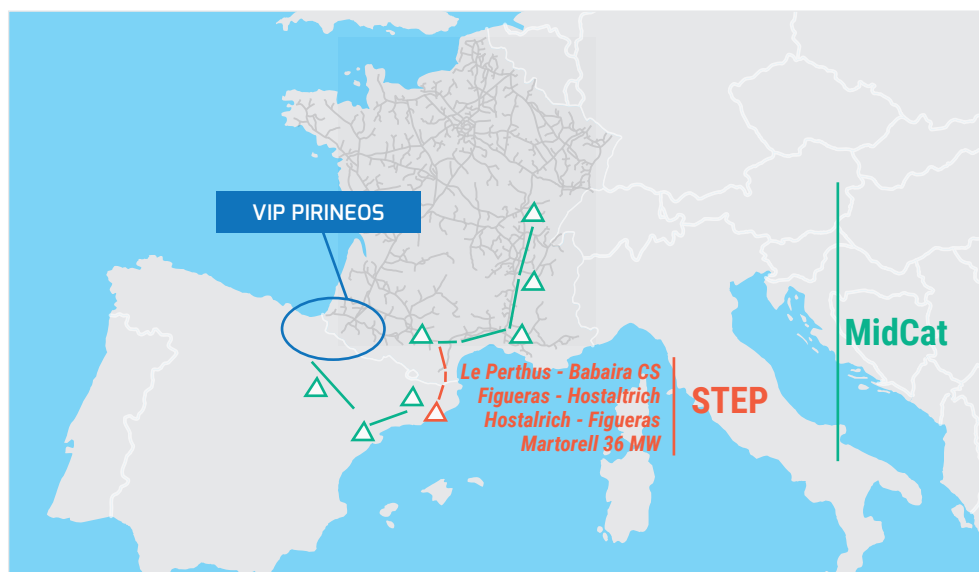 VIP PIRINEOS
MidCat
Le Perthus - Babaira CS
Figueras - Hostaltrich
Hostalrich - Figueras
Martorell 36 MW
STEP